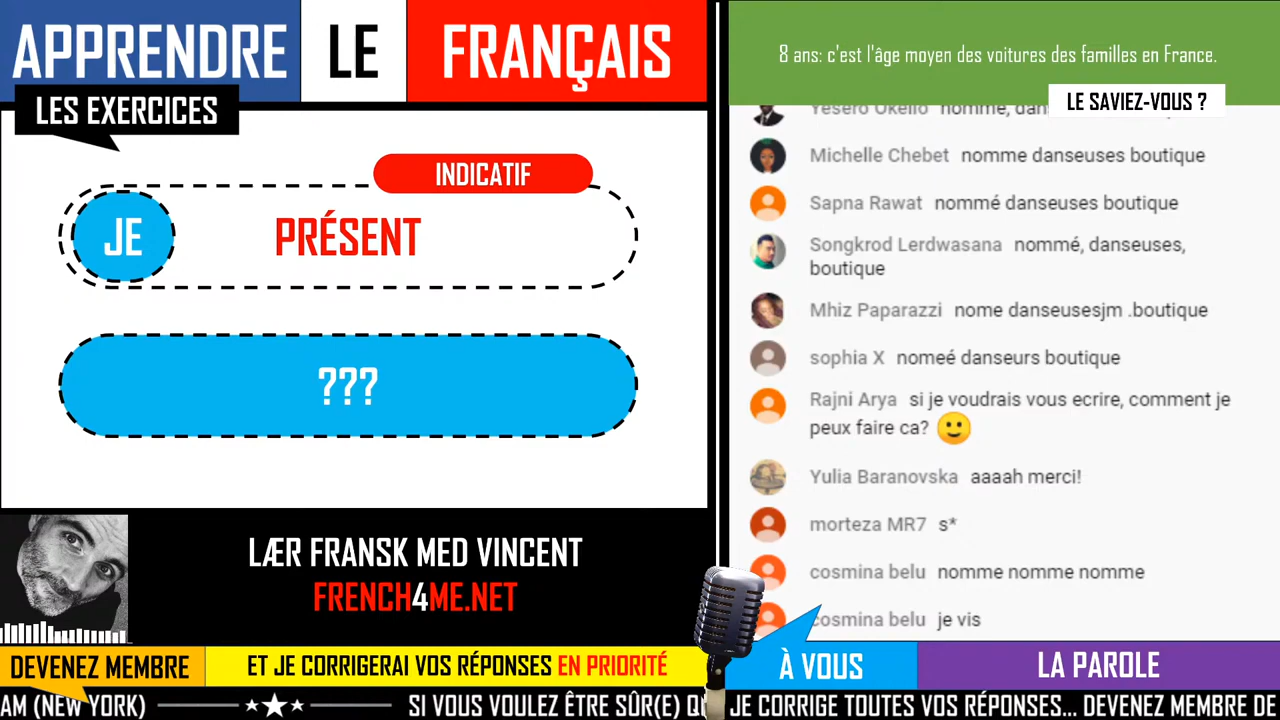 APPRENDRE LE FRANÇAIS
LES EXERCICES
INDICATIF
JE PRÉSENT
???
LÆR FRANSK MED VINCENT
FRENCH4ME.NET
DEVENEZ MEMBRE ET JE CORRIGERAI VOS RÉPONSES EN PRIORITÉ
8 ans: c'est l'âge moyen des voitures des familles en France.
LE SAVIEZ-VOUS ?
Yesero Okello nommé, dan
Michelle Chebet nomme danseuses boutique
Sapna Rawat nommé danseuses boutique
Songkrod Lerdwasana nommé, danseuses,
boutique
Mhiz Paparazzi nome danseusesjm .boutique
sophia X nomeé danseurs boutique
Rajni Arya si je voudrais vous ecrire, comment je
peux faire ca?
Yulia Baranovska aaaah merci!
morteza MR7 s*
cosmina belu nomme nomme nomme
cosmina belu je vis
À VOUS LA PAROLE
AM (NEW YORK) SI VOUS VOULEZ ÊTRE SÛR(E) QU JE CORRIGE TOUTES VOS RÉPONSES... DEVENEZ MEMBRE DE